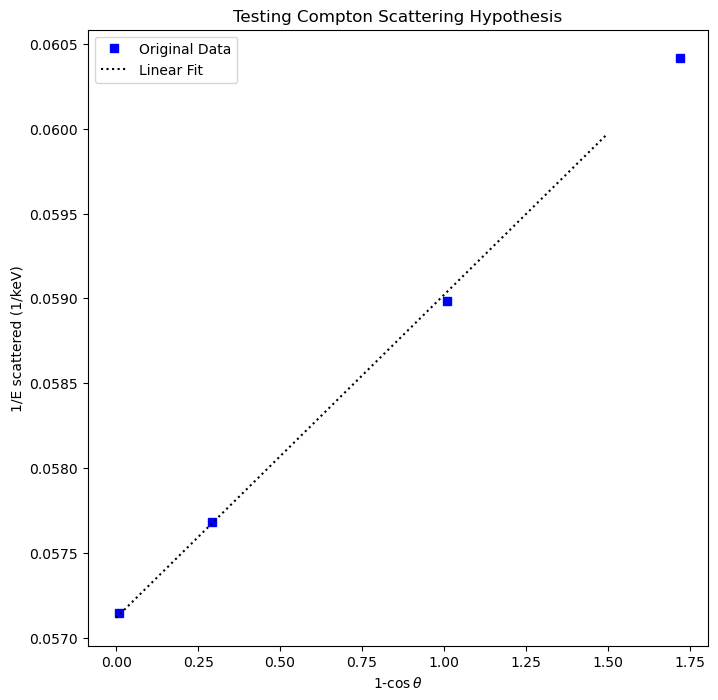 Testing Compton Scattering Hypothesis
Original Data
Linear Fit
1/E scattered (1/keV)
0.0605
0.0600
0.0595
0.0590
0.0585
0.0580
0.0575
0.0570
0.00 0.25 0.50 0.75 1.00 1.25 1.50 1.75
1-cos θ